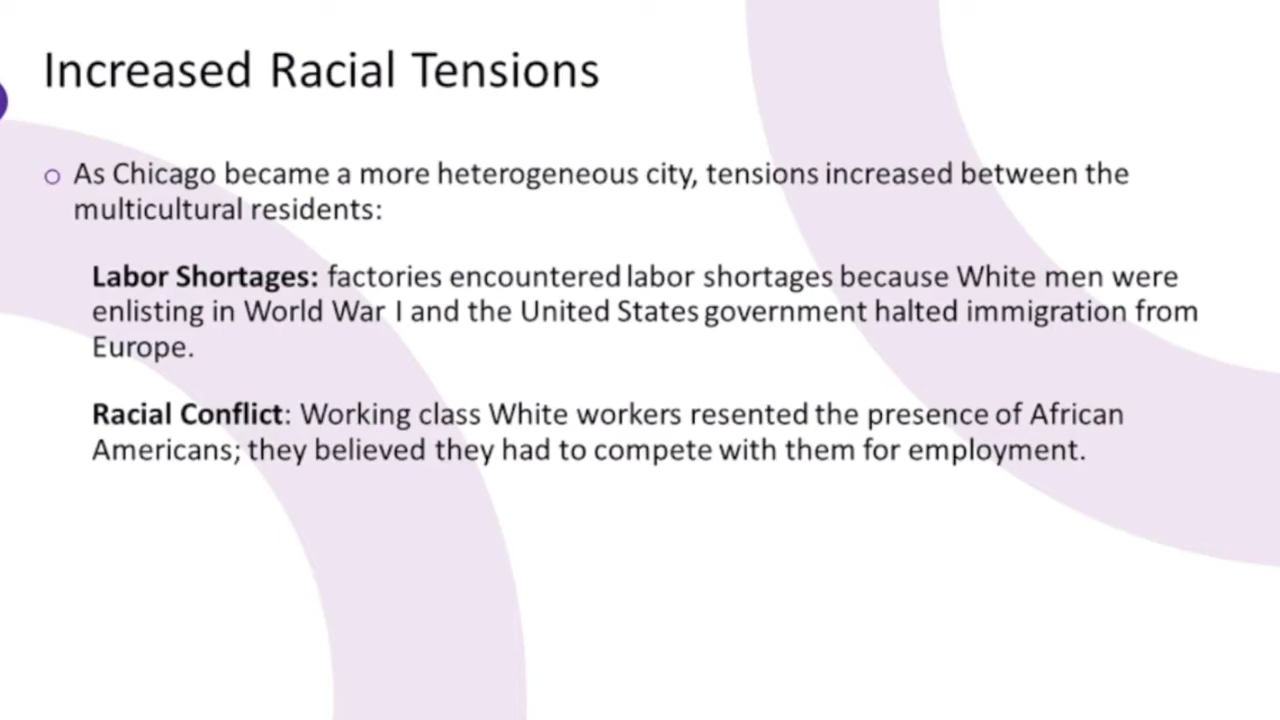 Increased Racial Tensions
○ As Chicago became a more heterogeneous city, tensions increased between the
multicultural residents:
Labor Shortages: factories encountered labor shortages because White men were
enlisting in World War I and the United States government halted immigration from
Europe.
Racial Conflict: Working class White workers resented the presence of African
Americans; they believed they had to compete with them for employment.